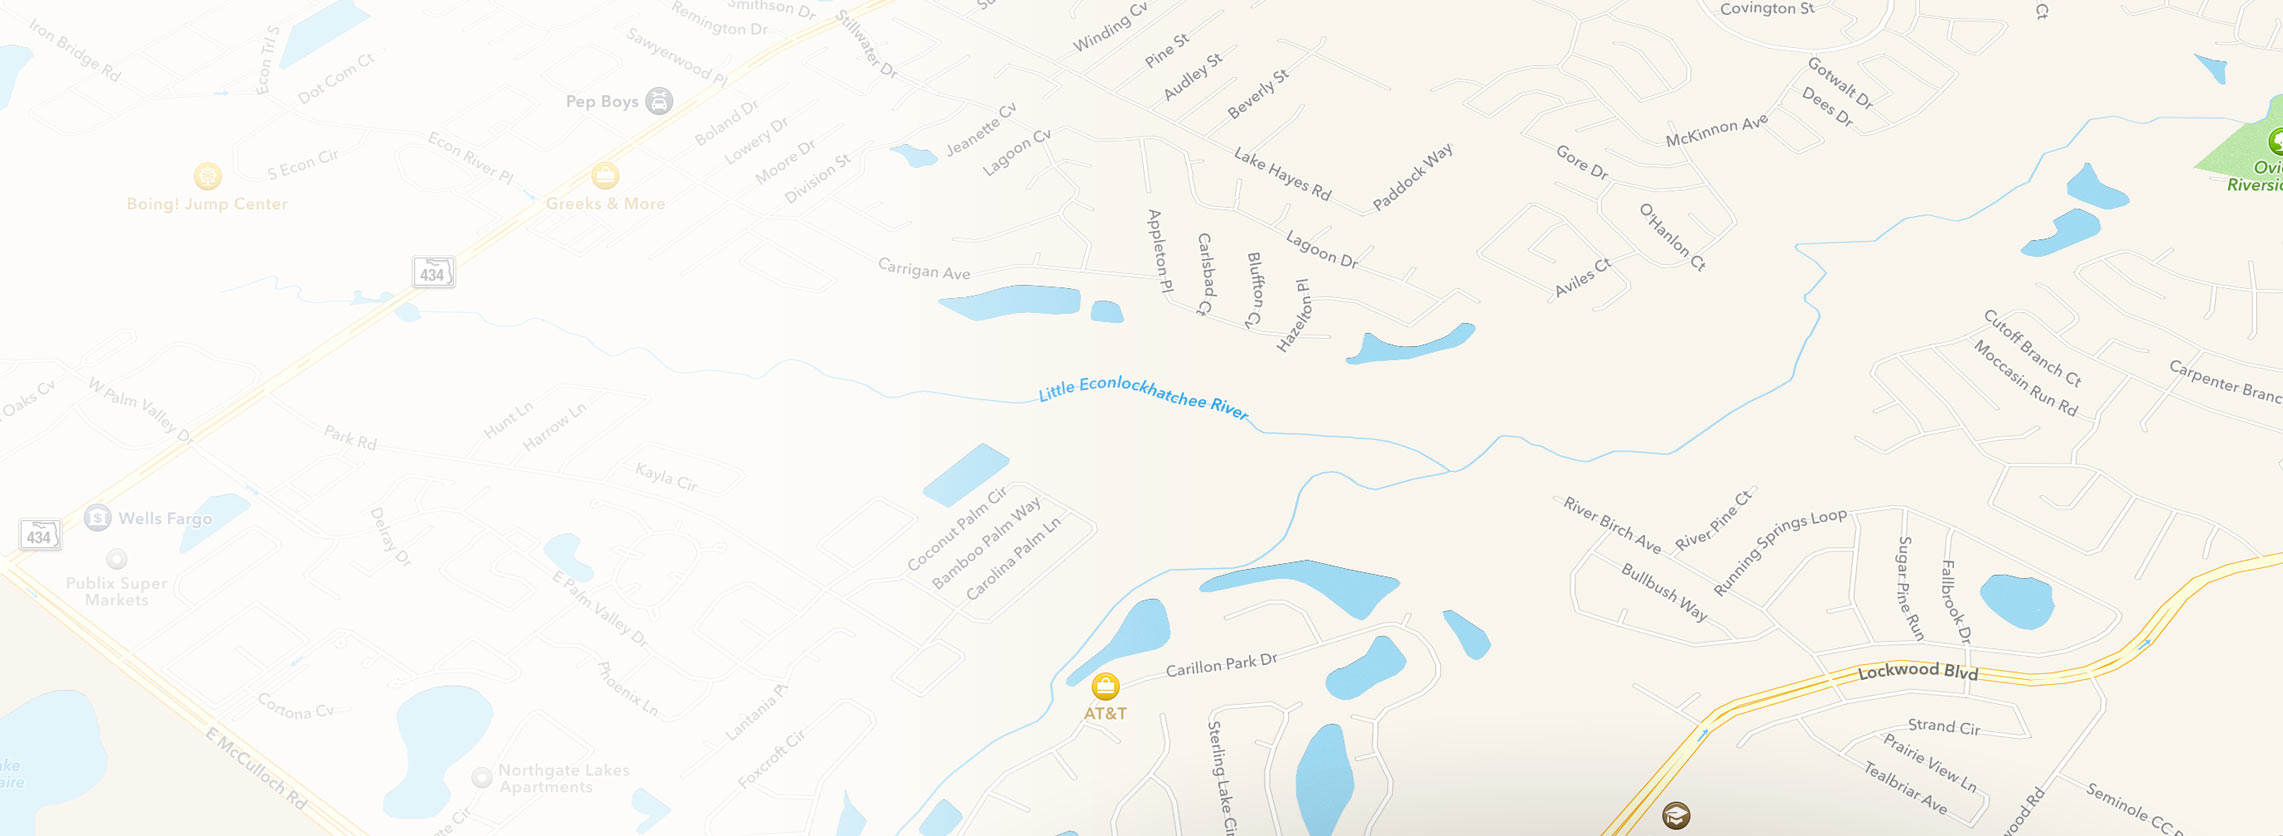 Smithson Dr
Remington Dr
Covington St
Ct
Iron Bridge Rd
Econ Trl S
Dot Com Ct
Sawyerwood Pl
Stillwater Dr
Winding Cv
Pine St
Audley St
Beverly St
Gotwalt Dr
Dees Dr
McKinnon Ave
Pep Boys
Boland Dr
Lowery Dr
Moore Dr
Division St
Jeanette Cv
Lagoon Cv
Lake Hayes Rd
Paddock Way
Gore Dr
O'Hanlon Ct
Aviles Ct
Econ River Pl
S Econ Cir
Boing! Jump Center
Greeks & More
434
Carrigan Ave
Appleton Pl
Carlsbad Ct
Bluffton Cv
Hazelton Pl
Lagoon Dr
Cutoff Branch Ct
Moccasin Run Rd
Carpenter Branc
Little Econlockhatchee River
Oaks Cv
W Palm Valley Dr
Park Rd
Hunt Ln
Harrow Ln
Kayla Cir
Wells Fargo
434
Publix Super
Markets
Delray Dr
E Palm Valley Dr
Coconut Palm Cir
Bamboo Palm Way
Carolina Palm Ln
River Birch Ave
River Pine Ct
Running Springs Loop
Bullbush Way
Sugar Pine Run
Fallbrook Dr
Carillon Park Dr
AT&T
Lockwood Blvd
Phoenix Ln
Cortona Cv
Lantania Pl
Foxcroft Cir
Sterling Lake Cir
Strand Cir
Prairie View Ln
Tealbriar Ave
E McCulloch Rd
Northgate Lakes
Apartments
wood Rd
Seminole CC
ake
aire
te Cir
Ovie
Riversid